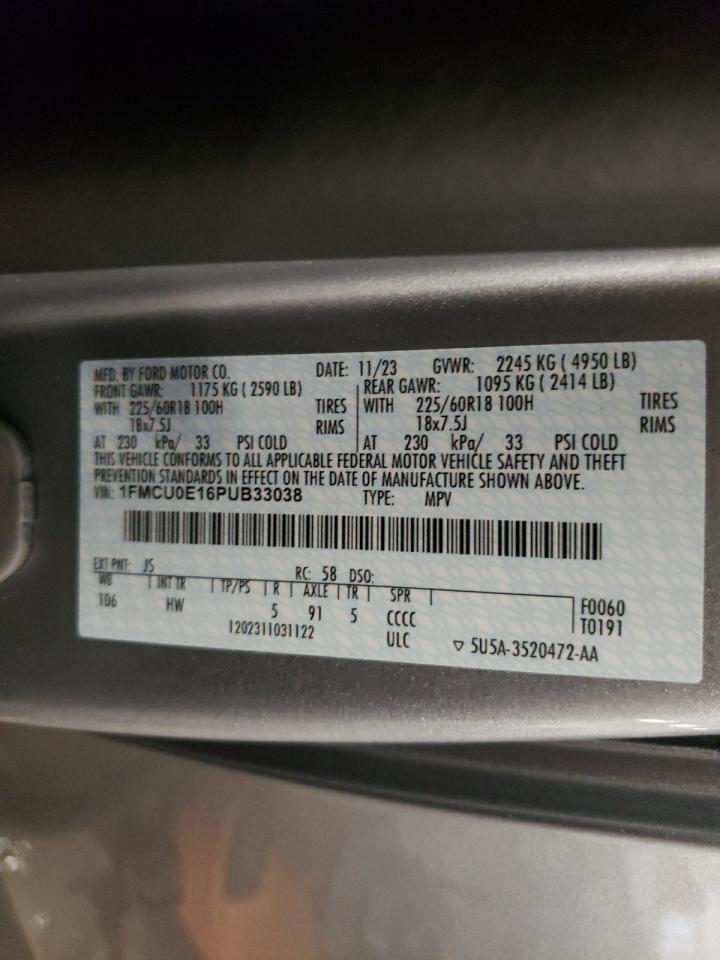 MFD. BY FORD MOTOR CO. DATE: 11/23 GVWR: 2245 KG ( 4950 LB)
FRONT GAWR: 1175 KG ( 2590 LB) REAR GAWR: 1095 KG ( 2414 LB)
WITH 225/60R18 100H TIRES WITH 225/60R18 100H TIRES
18x7.5J RIMS 18x7.5J RIMS
AT 230 kPa/ 33 PSI COLD AT 230 kPa/ 33 PSI COLD
THIS VEHICLE CONFORMS TO ALL APPLICABLE FEDERAL MOTOR VEHICLE SAFETY AND THEFT
PREVENTION STANDARDS IN EFFECT ON THE DATE OF MANUFACTURE SHOWN ABOVE.
VIN: 1FMCU0E16PUB33038 TYPE: MPV
EXT PNT: JS RC: 58 DSO:
WB INT TR TP/PS R AXLE TR SPR
106 HW 5 91 5 CCCC F0060
T0191
1202311031122 ULC 5U5A-3520472-AA